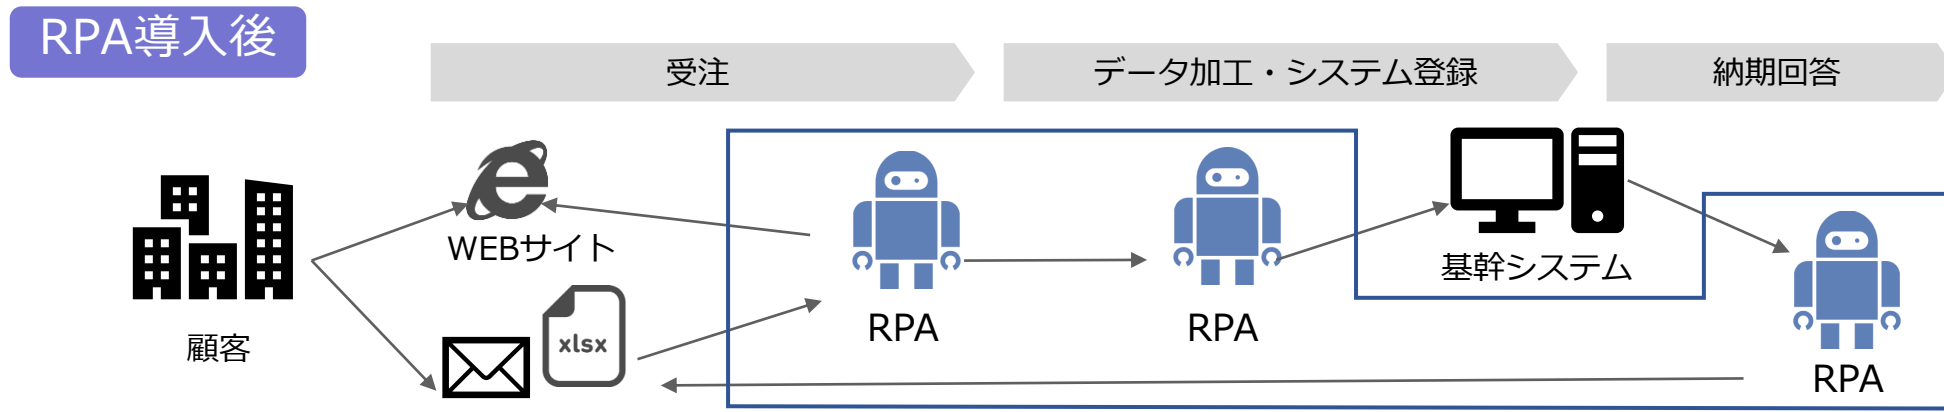 RPA導入後
受注
データ加工・システム登録
納期回答
WEBサイト
基幹システム
顧客
xlsx
RPA
RPA
RPA